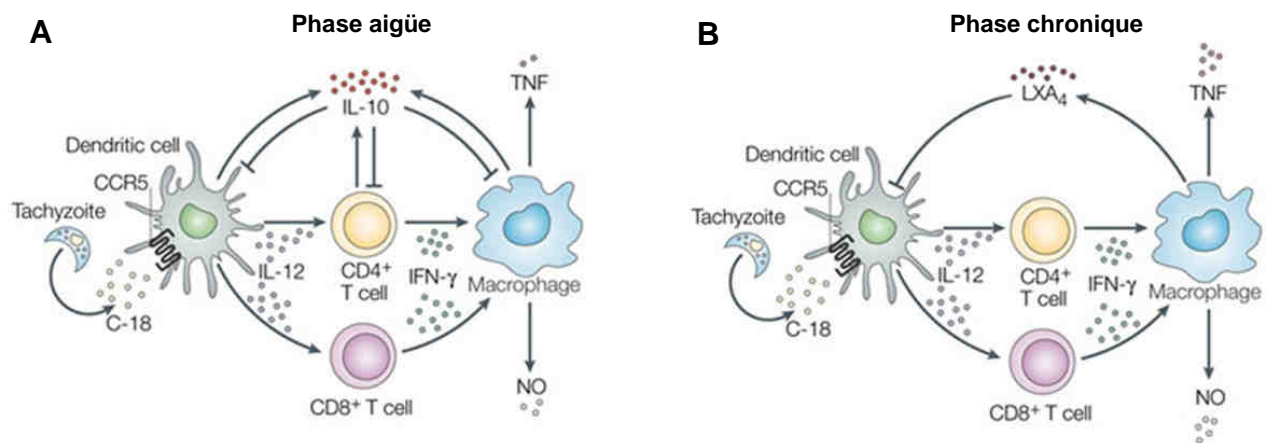 A
Phase aigüe
TNF
IL-10
Dendritic cell
CCR5
Tachyzoite
C-18
IL-12
CD4+
T cell
IFN-γ
Macrophage
CD8+ T cell
NO
B
Phase chronique
TNF
LXA4
Dendritic cell
CCR5
Tachyzoite
C-18
IL-12
CD4+
T cell
IFN-γ
Macrophage
CD8+ T cell
NO